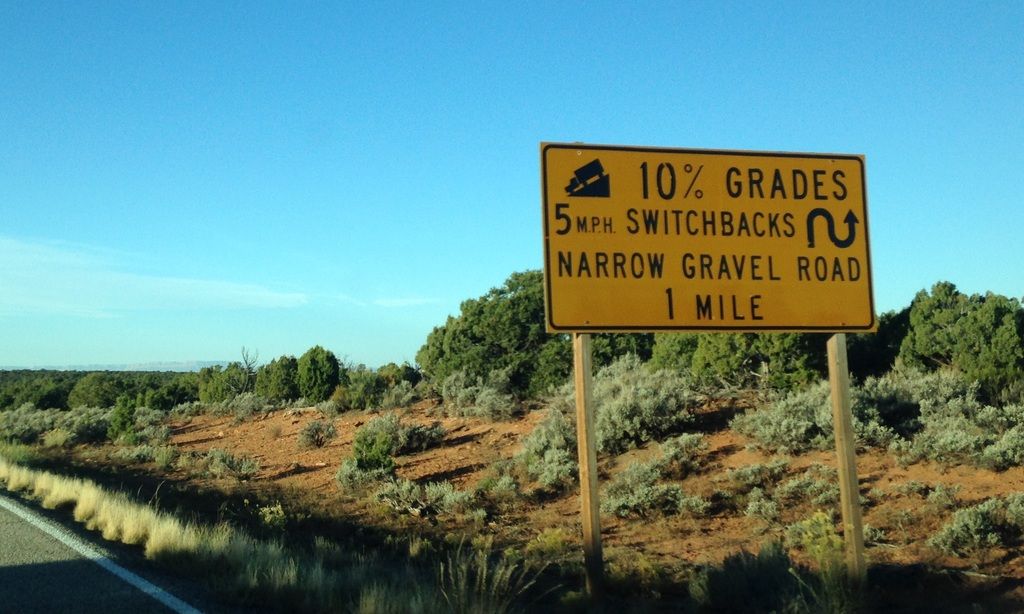 10% GRADES
5 M.P.H. SWITCHBACKS
NARROW GRAVEL ROAD
1 MILE